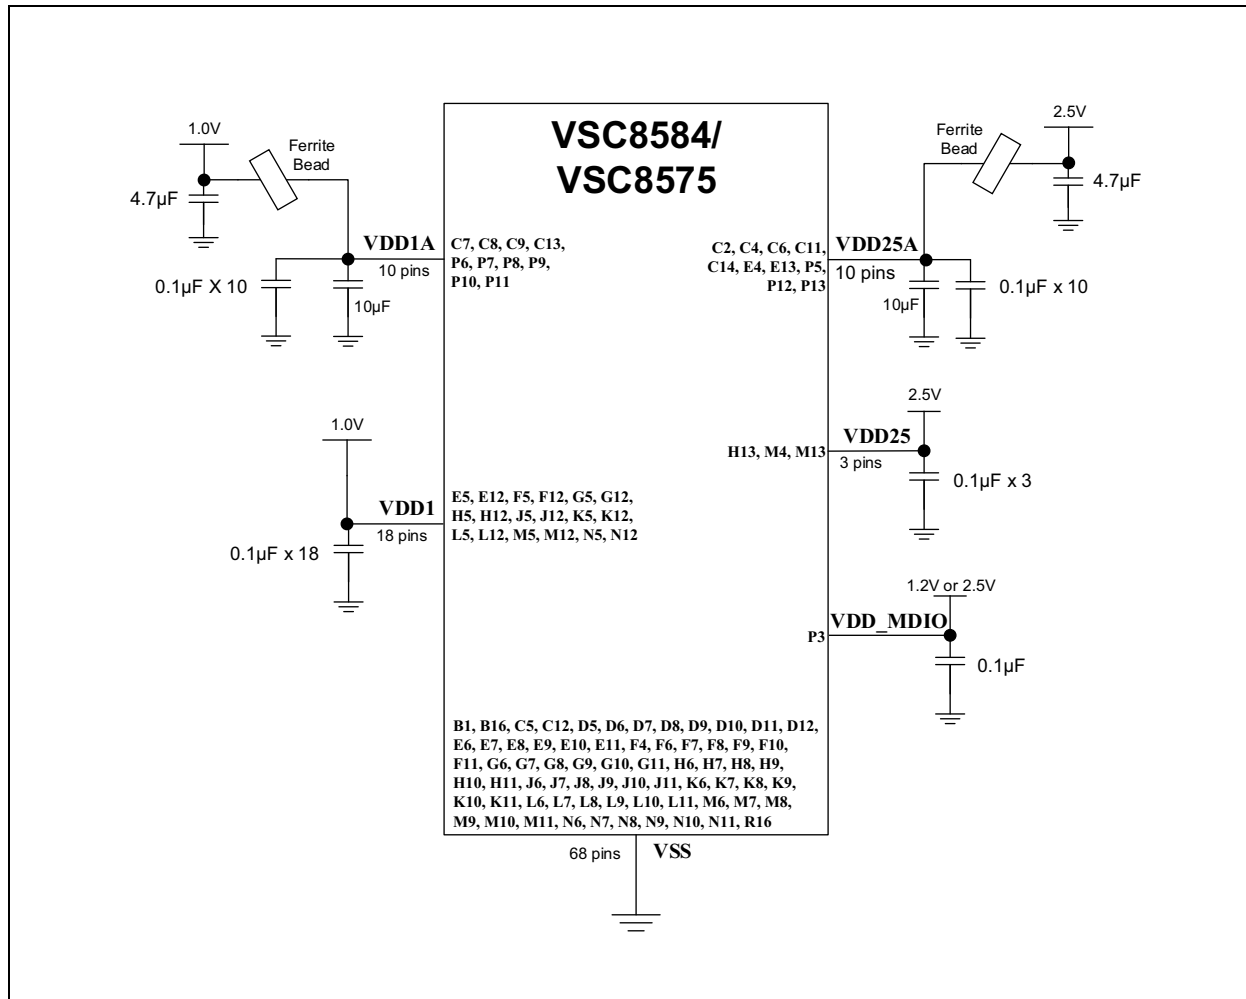 VSC8584/
VSC8575
1.0V
Ferrite
Bead
4.7µF
VDD1A
10 pins
C7, C8, C9, C13,
P6, P7, P8, P9,
P10, P11
0.1µF X 10
10µF
2.5V
Ferrite
Bead
4.7µF
C2, C4, C6, C11,
C14, E4, E13, P5,
P12, P13
VDD25A
10 pins
10µF
0.1µF x 10
1.0V
VDD1
18 pins
E5, E12, F5, F12, G5, G12,
H5, H12, J5, J12, K5, K12,
L5, L12, M5, M12, N5, N12
0.1µF x 18
2.5V
H13, M4, M13
VDD25
3 pins
0.1µF x 3
1.2V or 2.5V
P3
VDD_MDIO
0.1µF
B1, B16, C5, C12, D5, D6, D7, D8, D9, D10, D11, D12,
E6, E7, E8, E9, E10, E11, F4, F6, F7, F8, F9, F10,
F11, G6, G7, G8, G9, G10, G11, H6, H7, H8, H9,
H10, H11, J6, J7, J8, J9, J10, J11, K6, K7, K8, K9,
K10, K11, L6, L7, L8, L9, L10, L11, M6, M7, M8,
M9, M10, M11, N6, N7, N8, N9, N10, N11, R16
68 pins
VSS